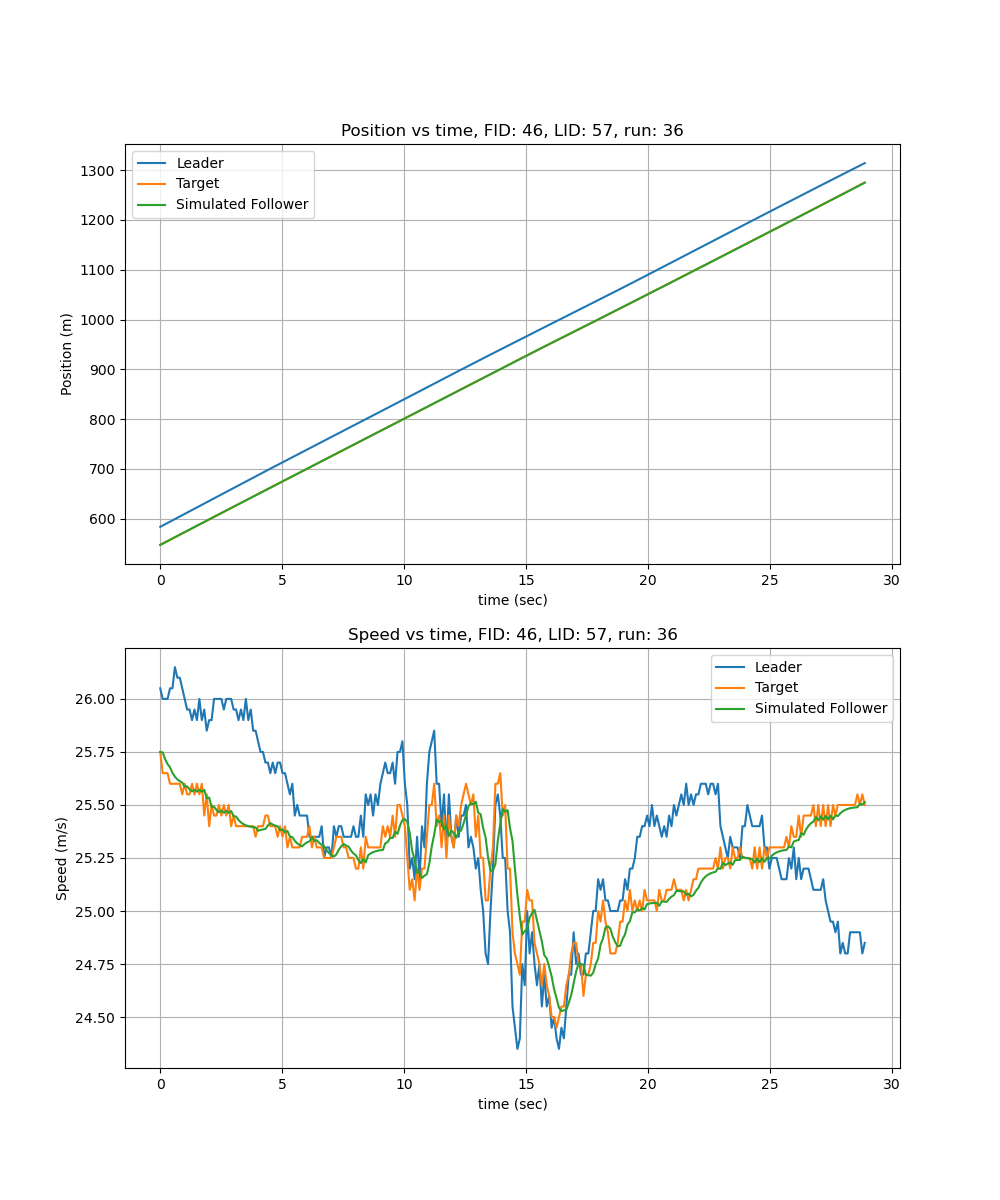 Position vs time, FID: 46, LID: 57, run: 36
Leader
Target
Simulated Follower
1300
1200
1100
1000
900
800
700
600
Position (m)
0 5 10 15 20 25 30
time (sec)
Speed vs time, FID: 46, LID: 57, run: 36
Leader
Target
Simulated Follower
26.00
25.75
25.50
25.25
25.00
24.75
24.50
Speed (m/s)
0 5 10 15 20 25 30
time (sec)